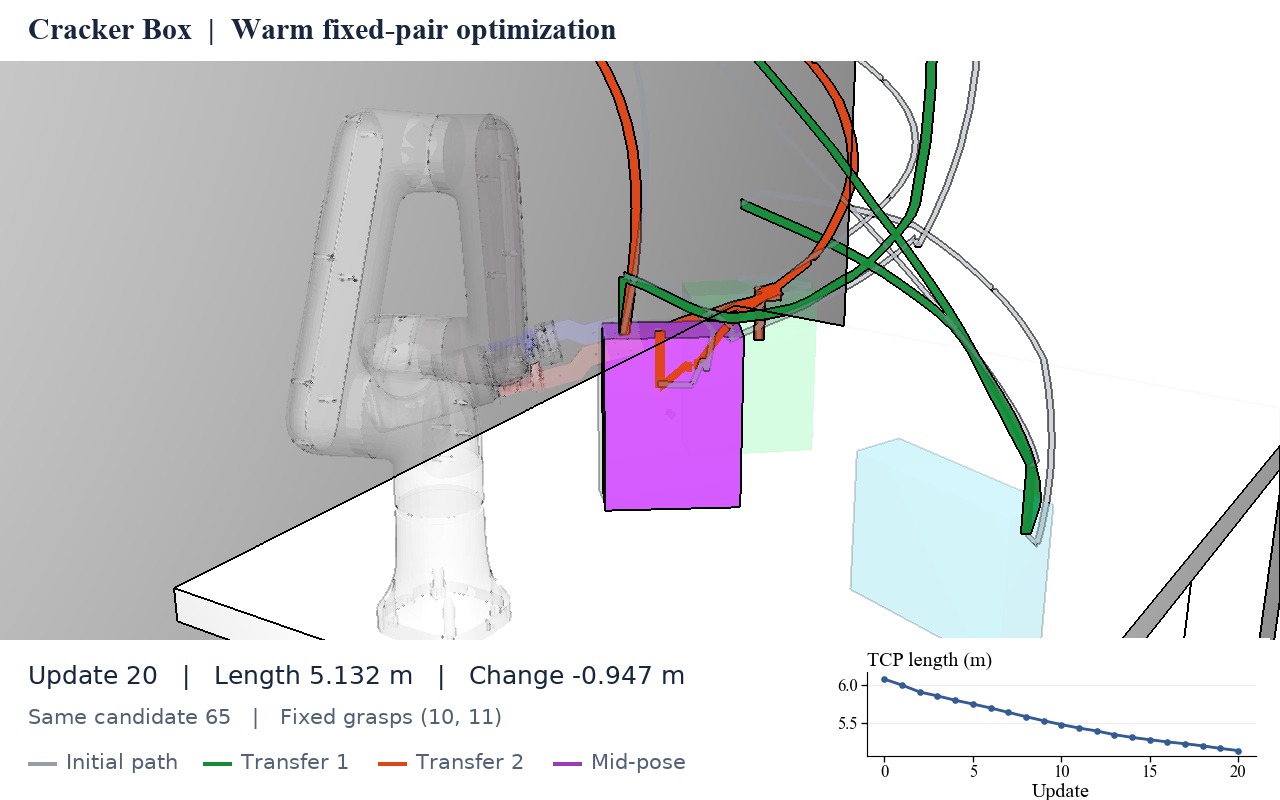 Cracker Box | Warm fixed-pair optimization
Update 20 | Length 5.132 m | Change -0.947 m
Same candidate 65 | Fixed grasps (10, 11)
Initial path
Transfer 1
Transfer 2
Mid-pose
TCP length (m)
6.0
5.5
0 5 10 15 20
Update